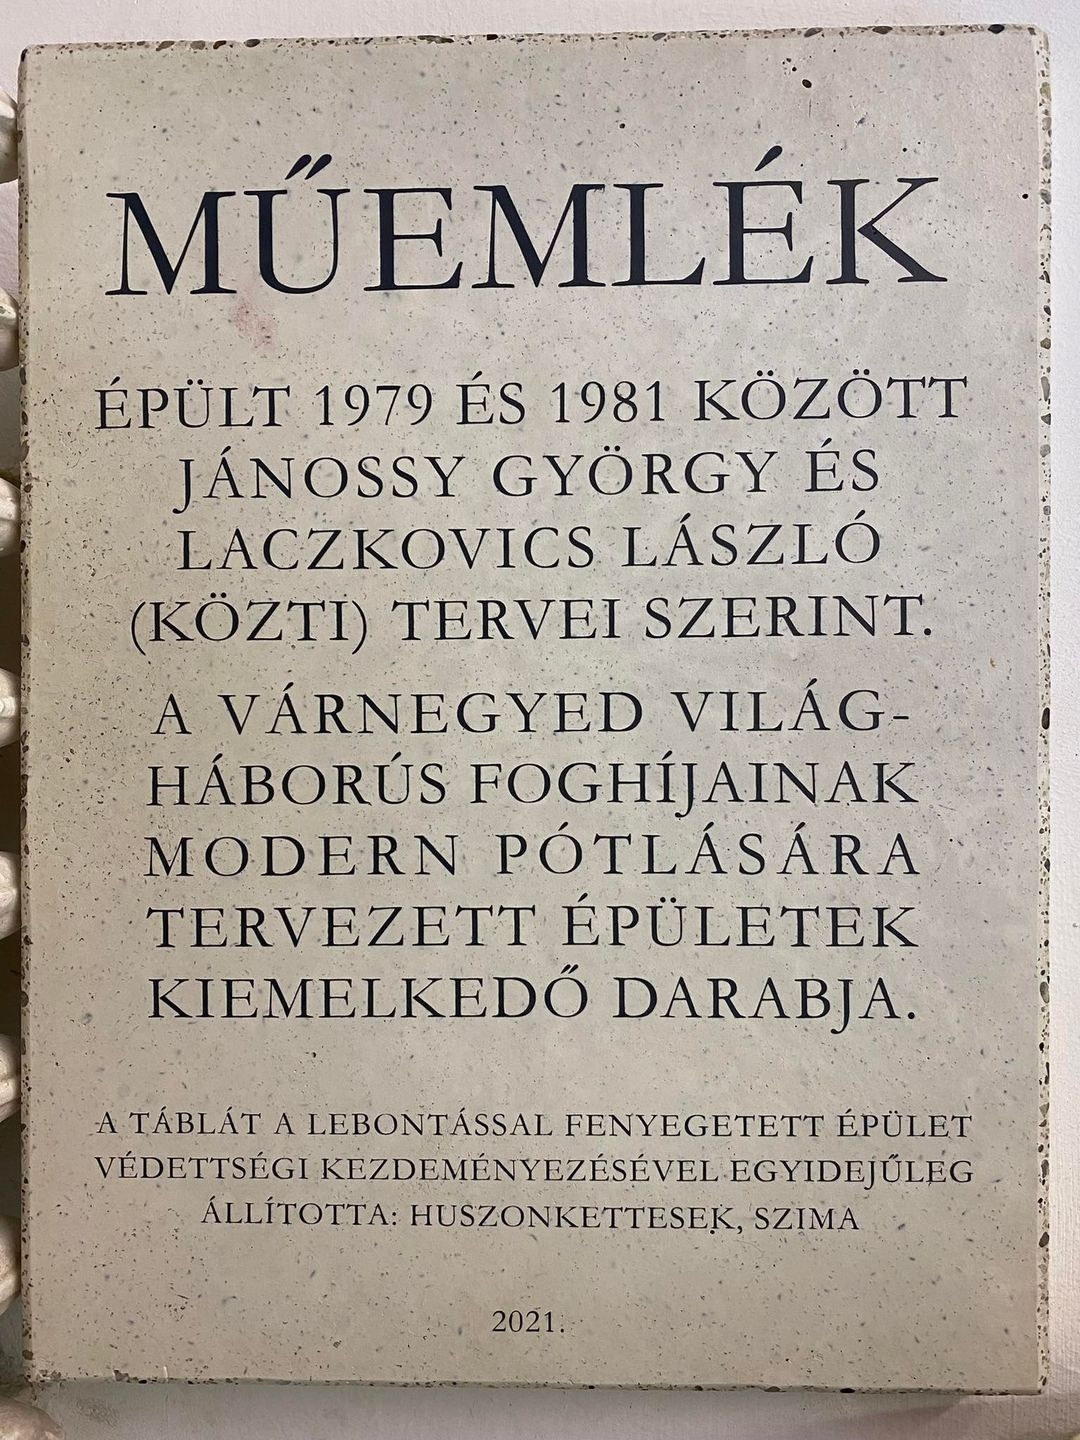 MŰEMLÉK
ÉPÜLT 1979 ÉS 1981 KÖZÖTT
JÁNOSSY GYÖRGY ÉS
LACZKOVICS LÁSZLÓ
(KÖZTI) TERVEI SZERINT.
A VÁRNEGYED VILÁG-
HÁBORÚS FOGHÍJAINAK
MODERN PÓTLÁSÁRA
TERVEZETT ÉPÜLETEK
KIEMELKEDŐ DARABJA.
A TÁBLÁT A LEBONTÁSSAL FENYEGETETT ÉPÜLET
VÉDETTSÉGI KEZDEMÉNYEZÉSÉVEL EGYIDEJŰLEG
ÁLLÍTOTTA: HUSZONKETTESEK, SZIMA
2021.